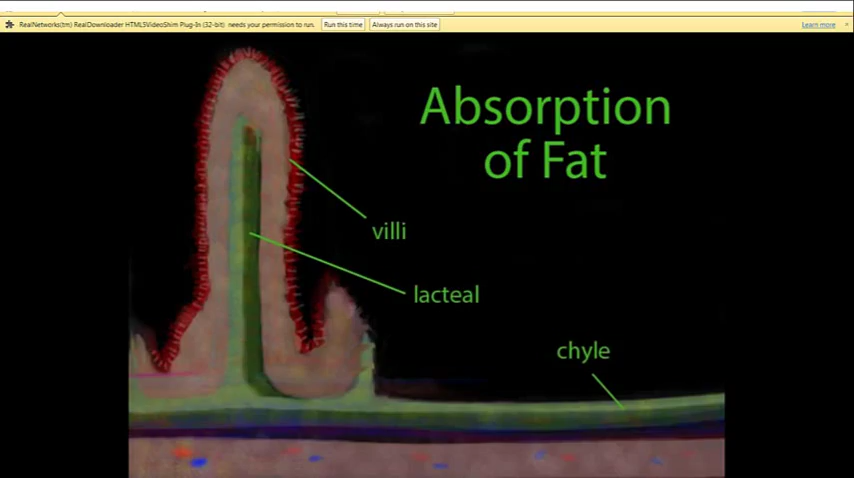 RealNetworks(tm) RealDownloader HTML5VideoShim Plug-In (32-bit) needs your permission to run. Run this time Always run on this site Learn more ×
Absorption
of Fat
villi
lacteal
chyle